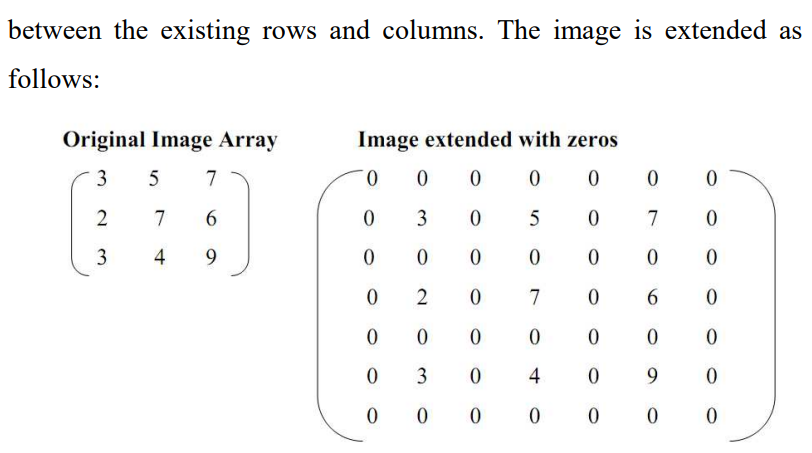 between the existing rows and columns. The image is extended as
follows:
Original Image Array Image extended with zeros
3 5 7 0 0 0 0 0 0 0
2 7 6 0 3 0 5 0 7 0
3 4 9 0 0 0 0 0 0 0
0 2 0 7 0 6 0
0 0 0 0 0 0 0
0 3 0 4 0 9 0
0 0 0 0 0 0 0